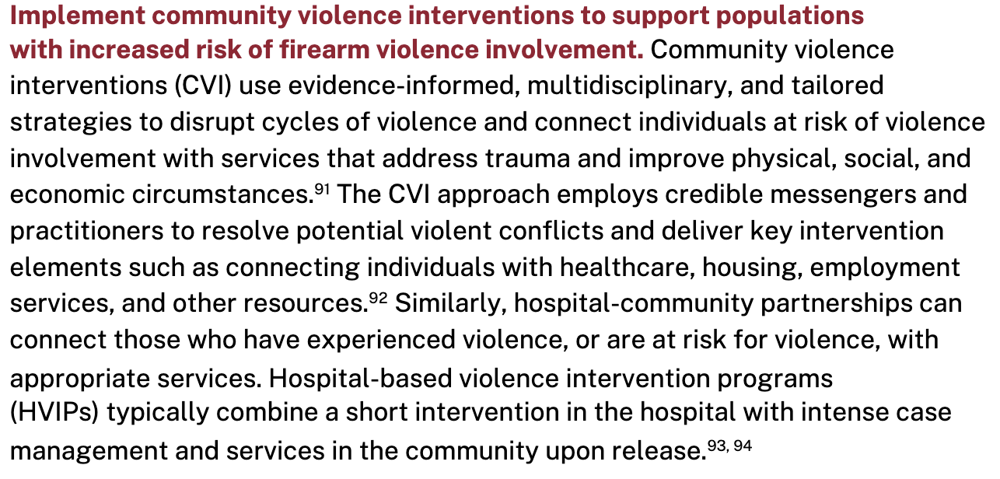 Implement community violence interventions to support populations
with increased risk of firearm violence involvement. Community violence
interventions (CVI) use evidence-informed, multidisciplinary, and tailored
strategies to disrupt cycles of violence and connect individuals at risk of violence
involvement with services that address trauma and improve physical, social, and
economic circumstances.91 The CVI approach employs credible messengers and
practitioners to resolve potential violent conflicts and deliver key intervention
elements such as connecting individuals with healthcare, housing, employment
services, and other resources.92 Similarly, hospital-community partnerships can
connect those who have experienced violence, or are at risk for violence, with
appropriate services. Hospital-based violence intervention programs
(HVIPs) typically combine a short intervention in the hospital with intense case
management and services in the community upon release.93, 94